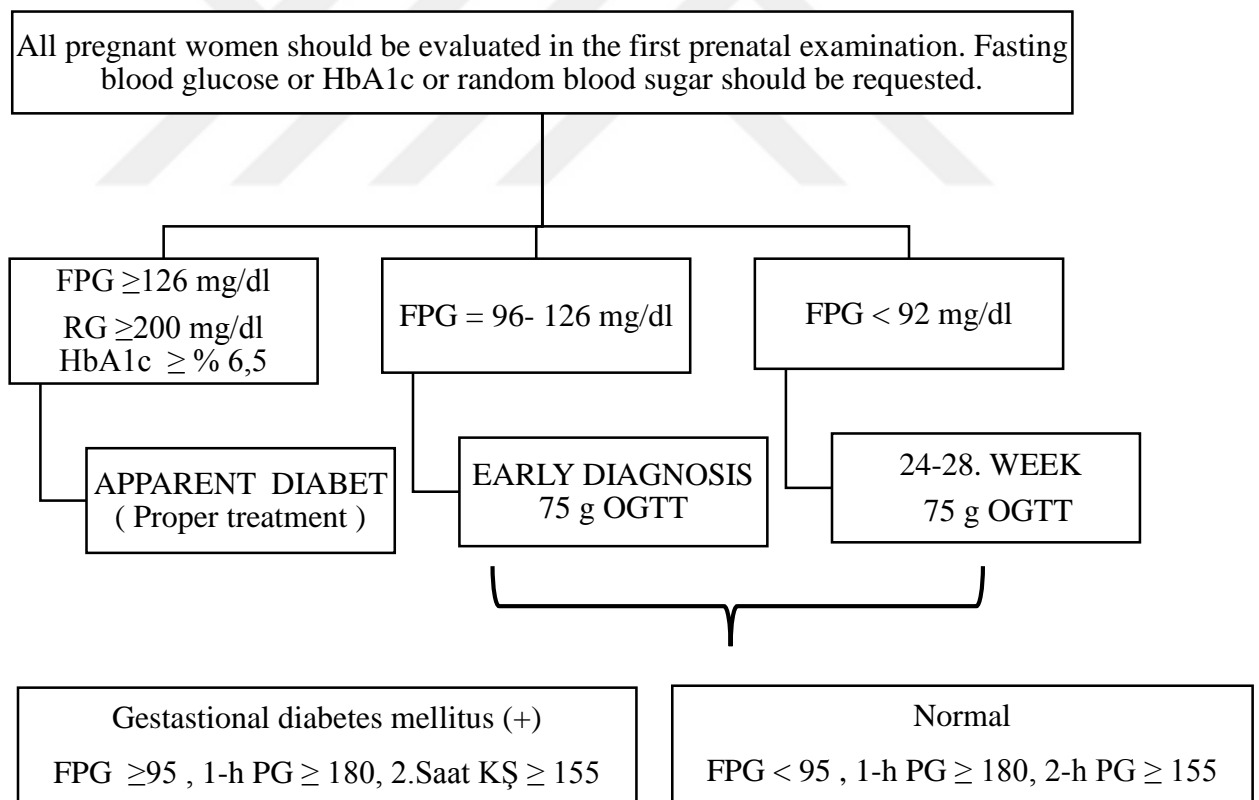 All pregnant women should be evaluated in the first prenatal examination. Fasting
blood glucose or HbA1c or random blood sugar should be requested.
FPG ≥126 mg/dl
RG ≥200 mg/dl
HbA1c ≥ % 6,5
FPG = 96- 126 mg/dl
FPG < 92 mg/dl
APPARENT DIABET
( Proper treatment )
EARLY DIAGNOSIS
75 g OGTT
24-28. WEEK
75 g OGTT
Gestastional diabetes mellitus (+)
FPG ≥95 , 1-h PG ≥ 180, 2.Saat KŞ ≥ 155
Normal
FPG < 95 , 1-h PG ≥ 180, 2-h PG ≥ 155